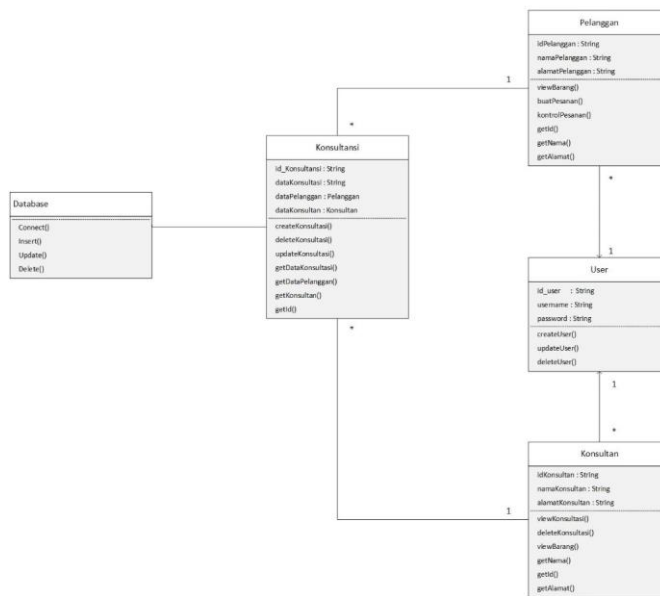 Pelanggan
idPelanggan : String
namaPelanggan : String
alamatPelanggan : String
viewBarang()
buatPesanan()
kontrolPesanan()
getId()
getNama()
getAlamat()
1
*
*
Konsultansi
id_Konsultansi : String
dataKonsultasi : String
dataPelanggan : Pelanggan
dataKonsultan : Konsultan
createKonsultasi()
deleteKonsultasi()
updateKonsultasi()
getDataKonsultasi()
getDataPelanggan()
getKonsultan()
getId()
*
Database
Connect()
Insert()
Update()
Delete()
1
User
id_user : String
username : String
password : String
createUser()
updateUser()
deleteUser()
1
*
Konsultan
idKonsultan : String
namaKonsultan : String
alamatKonsultan : String
viewKonsultasi()
deleteKonsultasi()
viewBarang()
getNama()
getId()
getAlamat()
1